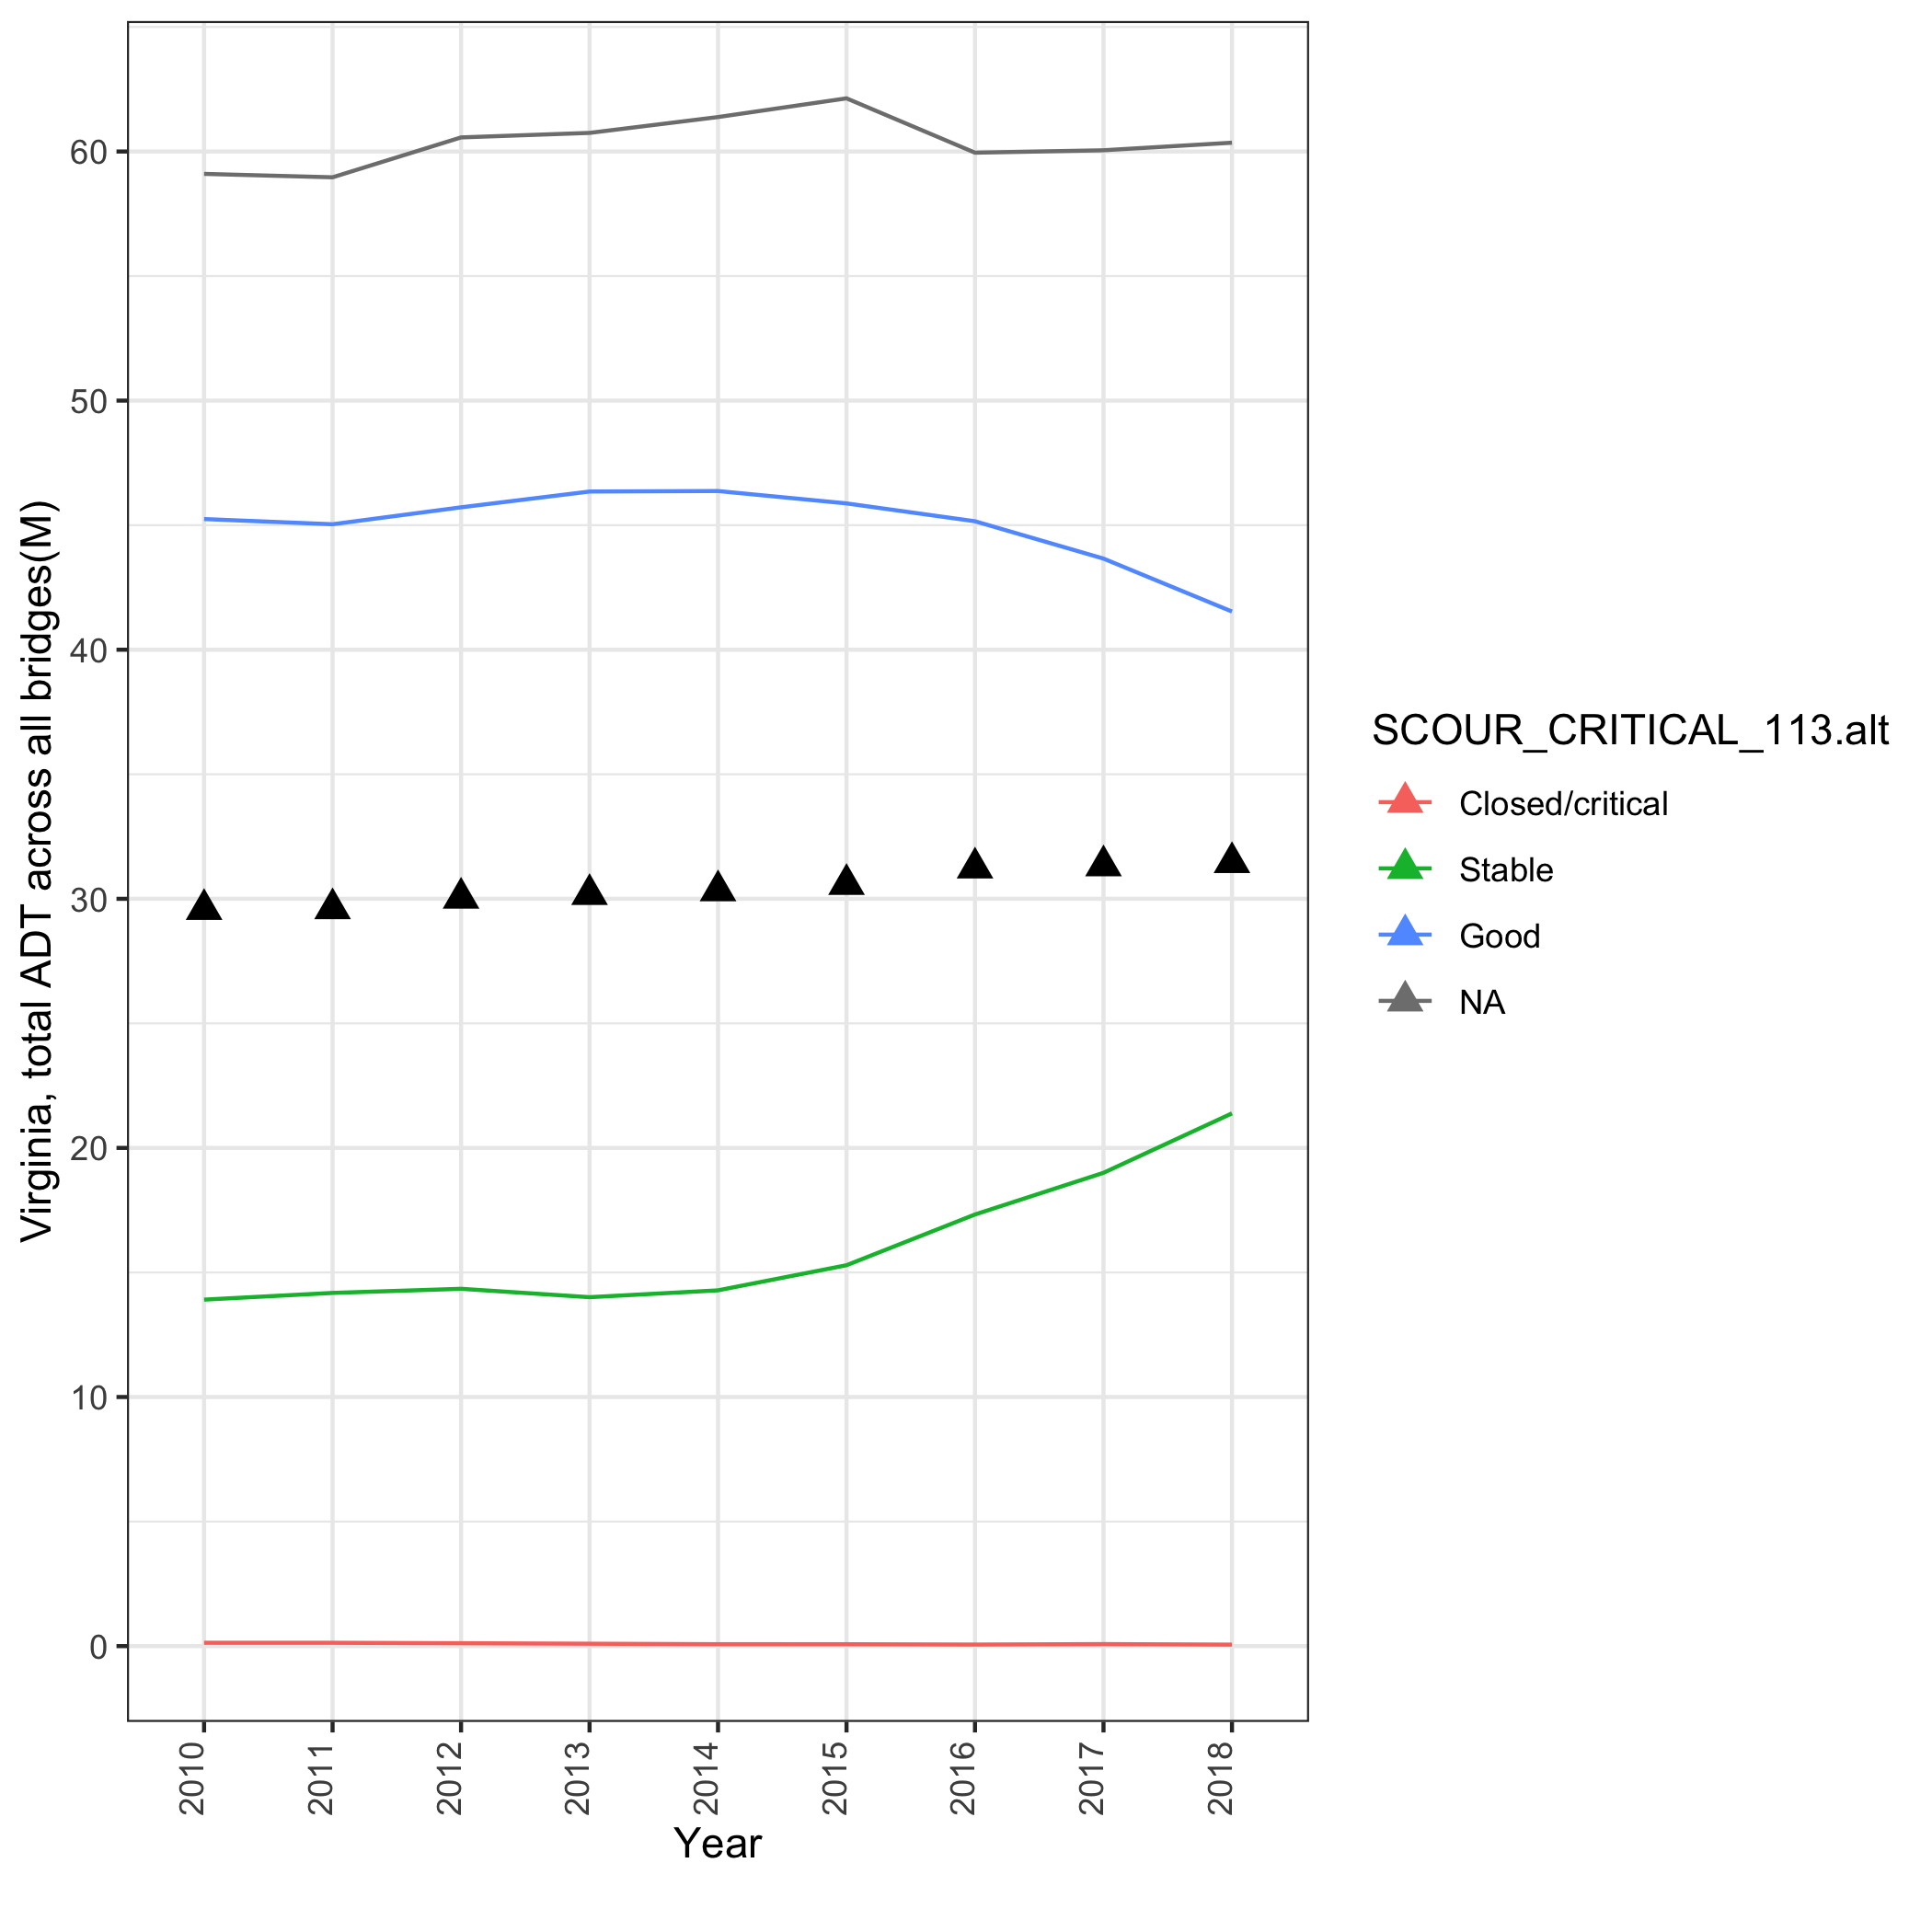 Virginia, total ADT across all bridges(M)
60
50
40
30
20
10
0
2010
2011
2012
2013
2014
2015
2016
2017
2018
Year
SCOUR_CRITICAL_113.alt
Closed/critical
Stable
Good
NA